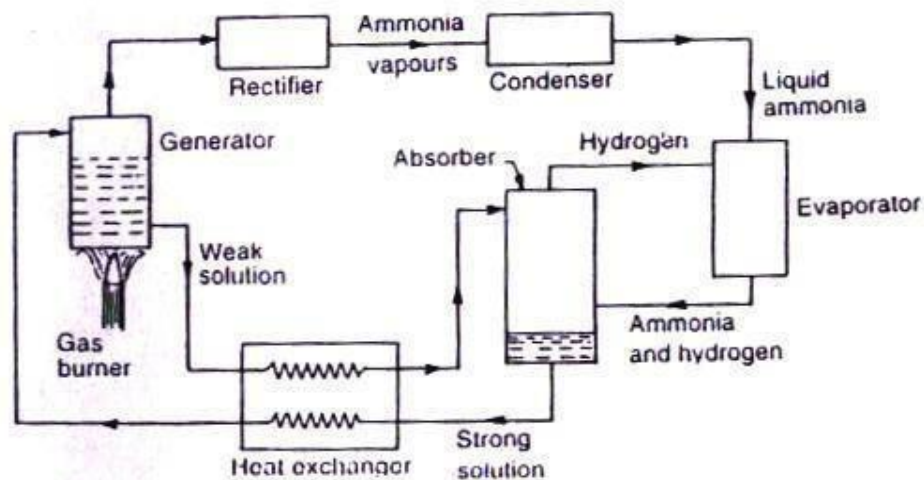 Ammonia
vapours
Rectifier
Condenser
Liquid
ammonia
Generator
Hydrogen
Absorber
Evaporator
Weak
solution
Gas
burner
Ammonia
and hydrogen
Heat exchanger
Strong
solution